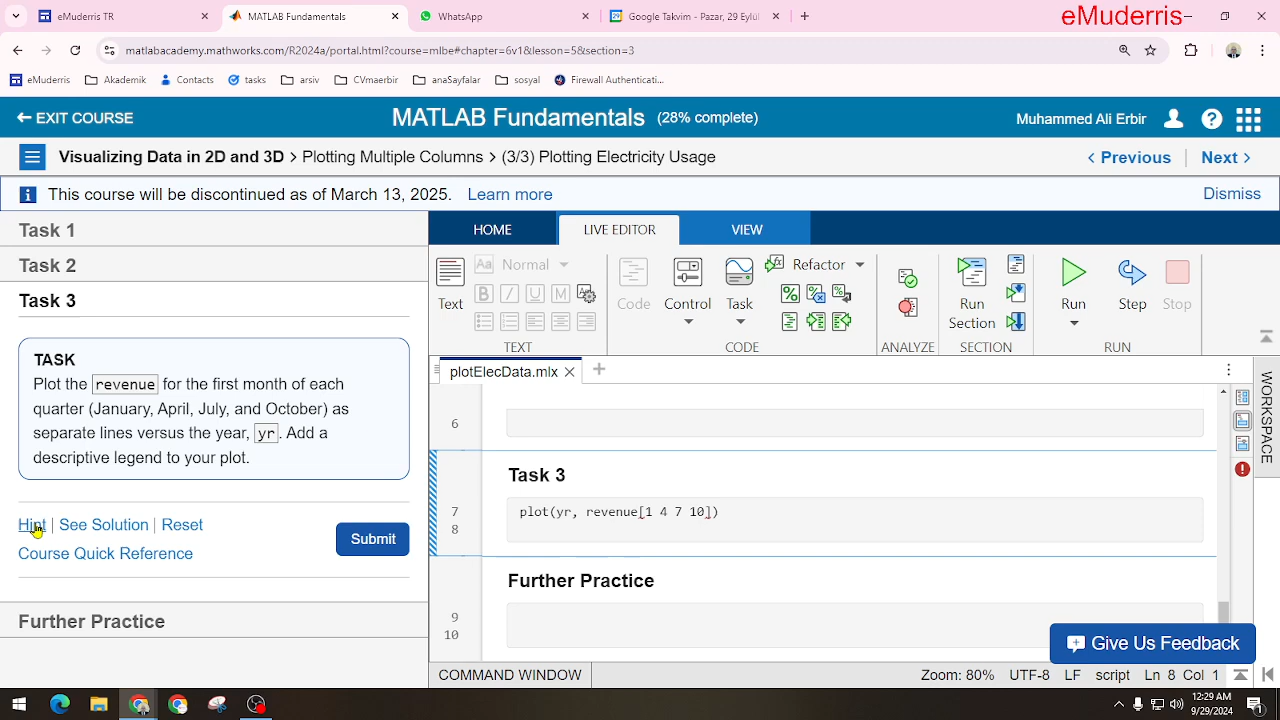 eMuderris TR
MATLAB Fundamentals
WhatsApp
Google Takvim - Pazar, 29 Eylül
eMuderris
matlabacademy.mathworks.com/R2024a/portal.html?course=mlbe#chapter=6v1&lesson=5&section=3
eMuderris
Akademik
Contacts
tasks
arsiv
CVmaerbir
anaSayfalar
sosyal
Firewall Authenticati...
EXIT COURSE
MATLAB Fundamentals (28% complete)
Muhammed Ali Erbir
Visualizing Data in 2D and 3D > Plotting Multiple Columns > (3/3) Plotting Electricity Usage
< Previous
Next >
This course will be discontinued as of March 13, 2025. Learn more
Dismiss
Task 1
Task 2
Task 3
TASK
Plot the revenue for the first month of each
quarter (January, April, July, and October) as
separate lines versus the year, yr. Add a
descriptive legend to your plot.
Hint | See Solution | Reset
Submit
Course Quick Reference
Further Practice
HOME
LIVE EDITOR
VIEW
Aa Normal
Refactor
B I U M
Text
Code
Control
Task
Run
Section
Run
Step
Stop
TEXT
CODE
ANALYZE
SECTION
RUN
plotElecData.mlx
WORKSPACE
6
Task 3
7 plot(yr, revenue[1 4 7 10])
8
Further Practice
9
10
Give Us Feedback
COMMAND WINDOW
Zoom: 80% UTF-8 LF script Ln 8 Col 1
12:29 AM
9/29/2024